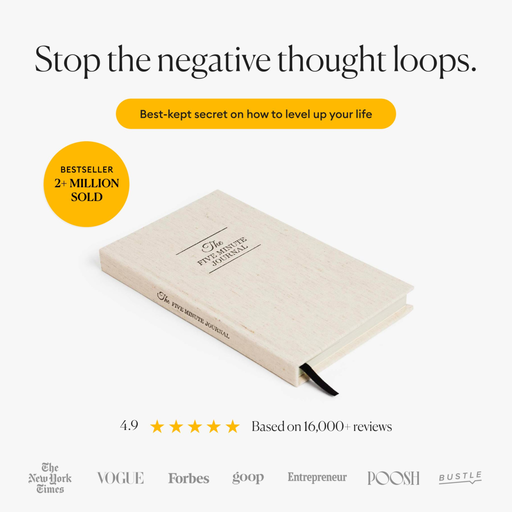 Stop the negative thought loops.
Best-kept secret on how to level up your life
BESTSELLER
2+ MILLION
SOLD
The
FIVE MINUTE
JOURNAL
The FIVE MINUTE JOURNAL
4.9 ★★★★★ Based on 16,000+ reviews
The New York Times VOGUE Forbes goop Entrepreneur POOSH BUSTLE